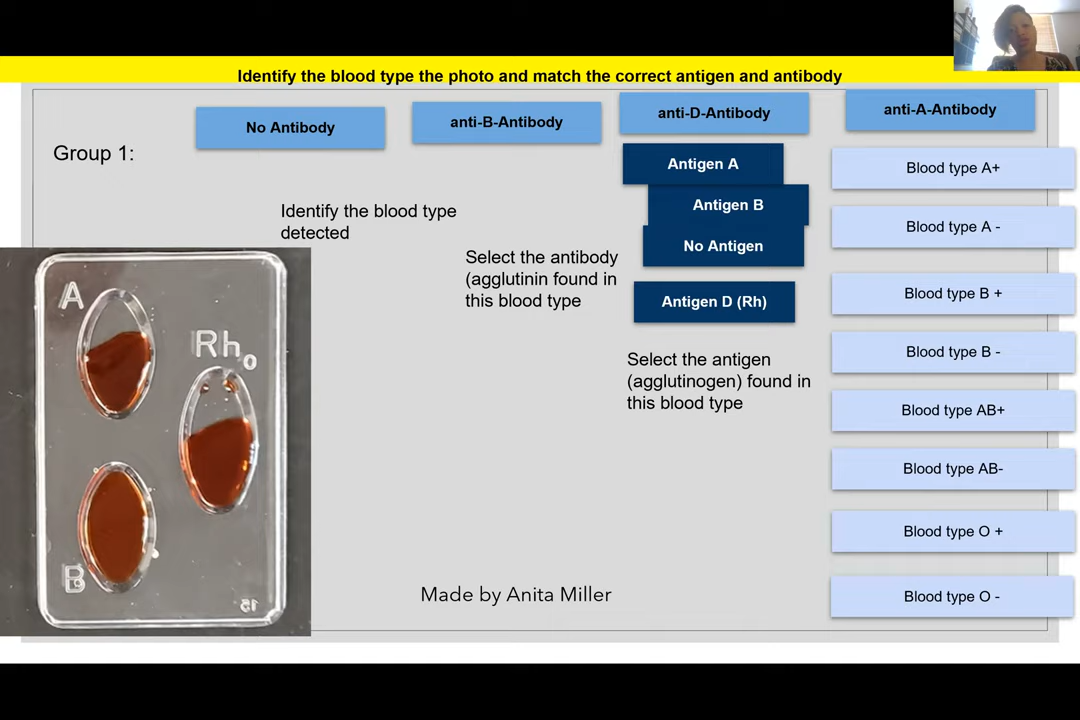 Identify the blood type the photo and match the correct antigen and antibody
No Antibody
anti-B-Antibody
anti-D-Antibody
anti-A-Antibody
Group 1:
Antigen A
Antigen B
No Antigen
Antigen D (Rh)
Identify the blood type
detected
Select the antibody
(agglutinin found in
this blood type
Select the antigen
(agglutinogen) found in
this blood type
Blood type A+
Blood type A -
Blood type B +
Blood type B -
Blood type AB+
Blood type AB-
Blood type O +
Blood type O -
A
Rho
B
15
Made by Anita Miller